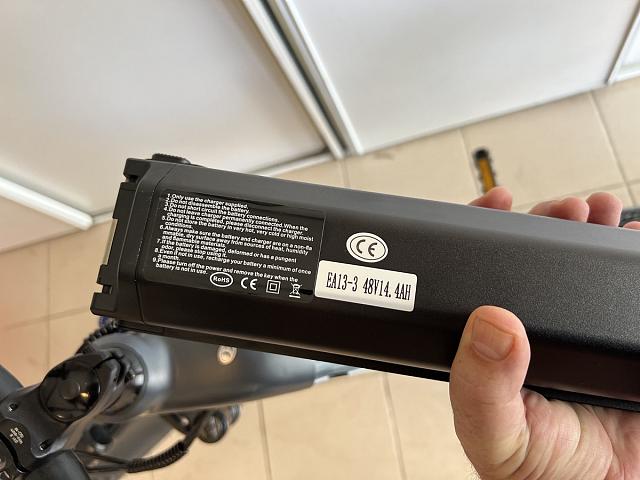 1.Only use the charger supplied.
2.Do not disassemble the battery.
3.Do not short circuit the battery connections.
4.Do not leave charger permanently connected. When the
charging is completed, please disconnect the charger.
5.Do not store the battery in very hot, very cold or high moist
conditions.
6.Always make sure the battery and charger are on a non-fla
mmable, dry surface away from sources of heat, humidity
and flammable materials.
7.If the battery is damaged, deformed or has a pungent
odor, please stop using it.
8.Even if not in use, recharge your battery a minimum of once
a month.
9.Please turn off the power and remove the key when the
battery is not in use.
RoHS CE
CE
EA13-3 48V14.4AH